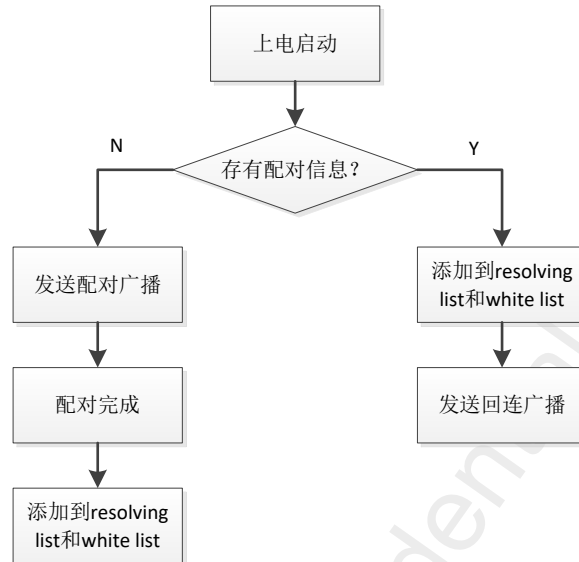 上电启动
存有配对信息？
N
Y
发送配对广播
添加到resolving
list和white list
配对完成
发送回连广播
添加到resolving
list和white list